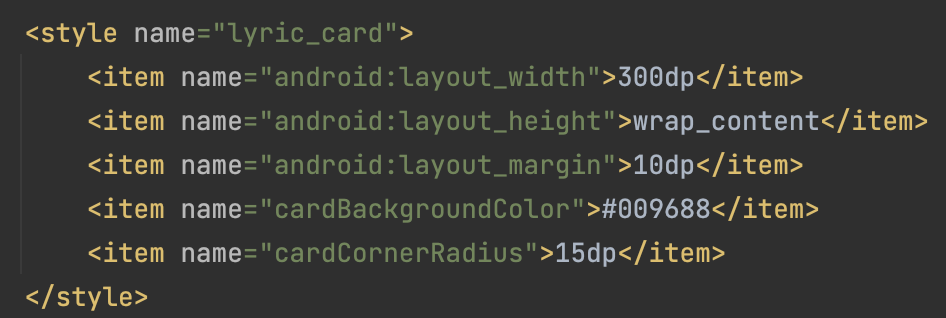 <style name="lyric_card">
    <item name="android:layout_width">300dp</item>
    <item name="android:layout_height">wrap_content</item>
    <item name="android:layout_margin">10dp</item>
    <item name="cardBackgroundColor">#009688</item>
    <item name="cardCornerRadius">15dp</item>
</style>